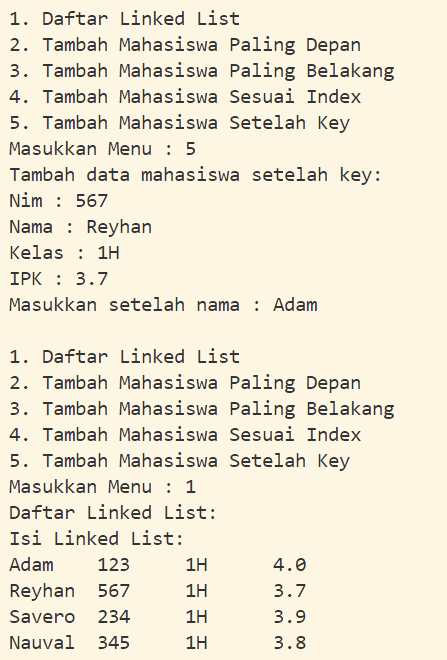 1. Daftar Linked List
2. Tambah Mahasiswa Paling Depan
3. Tambah Mahasiswa Paling Belakang
4. Tambah Mahasiswa Sesuai Index
5. Tambah Mahasiswa Setelah Key
Masukkan Menu : 5
Tambah data mahasiswa setelah key:
Nim : 567
Nama : Reyhan
Kelas : 1H
IPK : 3.7
Masukkan setelah nama : Adam

1. Daftar Linked List
2. Tambah Mahasiswa Paling Depan
3. Tambah Mahasiswa Paling Belakang
4. Tambah Mahasiswa Sesuai Index
5. Tambah Mahasiswa Setelah Key
Masukkan Menu : 1
Daftar Linked List:
Isi Linked List:
Adam    123     1H      4.0
Reyhan  567     1H      3.7
Savero  234     1H      3.9
Nauval  345     1H      3.8